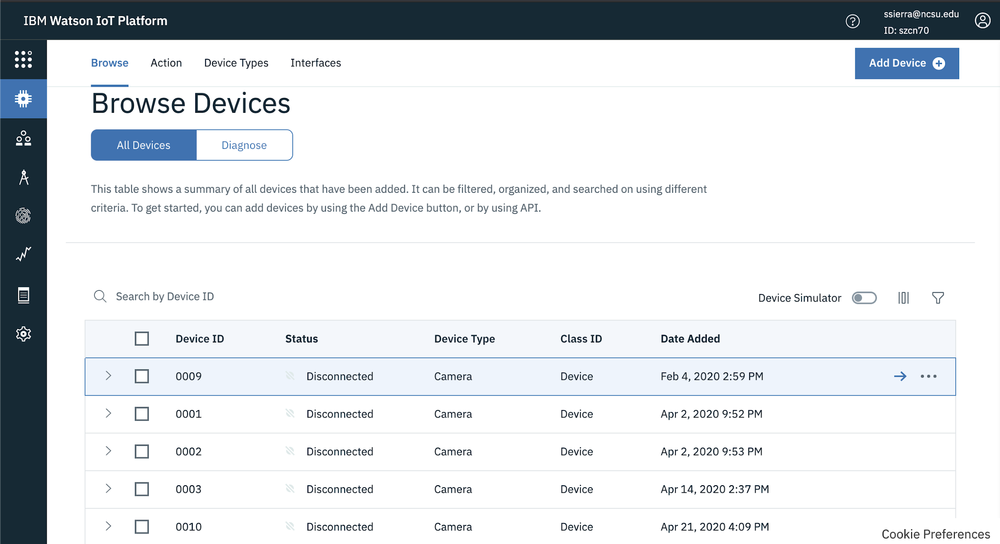 IBM Watson IoT Platform
ssierra@ncsu.edu
ID: szcn70
Browse Action Device Types Interfaces
Add Device
Browse Devices
All Devices Diagnose
This table shows a summary of all devices that have been added. It can be filtered, organized, and searched on using different
criteria. To get started, you can add devices by using the Add Device button, or by using API.
Search by Device ID Device Simulator
Device ID Status Device Type Class ID Date Added
0009 Disconnected Camera Device Feb 4, 2020 2:59 PM
0001 Disconnected Camera Device Apr 2, 2020 9:52 PM
0002 Disconnected Camera Device Apr 2, 2020 9:53 PM
0003 Disconnected Camera Device Apr 14, 2020 2:37 PM
0010 Disconnected Camera Device Apr 21, 2020 4:09 PM
Cookie Preferences